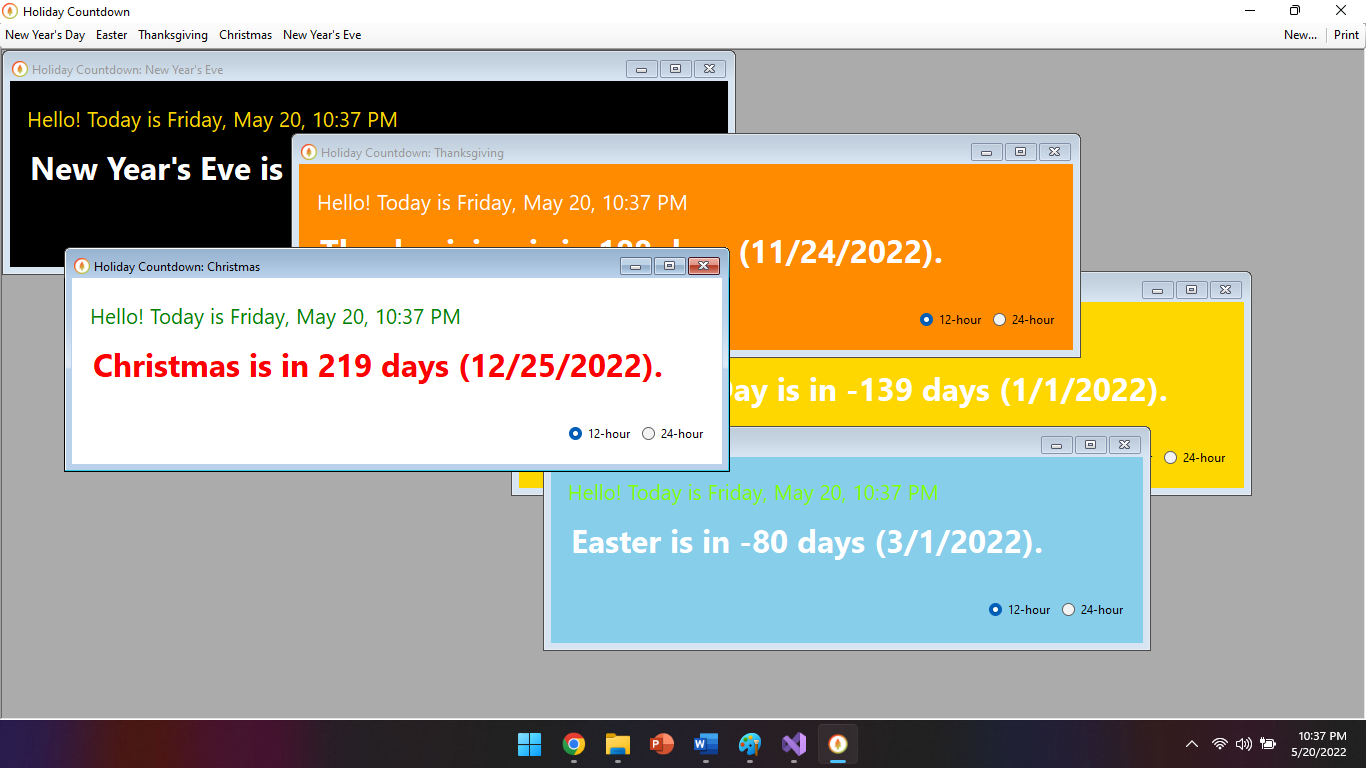 Holiday Countdown
New Year's Day Easter Thanksgiving Christmas New Year's Eve New... Print
Holiday Countdown: New Year's Eve
Hello! Today is Friday, May 20, 10:37 PM
New Year's Eve is
Holiday Countdown: Thanksgiving
Hello! Today is Friday, May 20, 10:37 PM
(11/24/2022).
12-hour 24-hour
Holiday Countdown: Christmas
Hello! Today is Friday, May 20, 10:37 PM
Christmas is in 219 days (12/25/2022).
12-hour 24-hour
Day is in -139 days (1/1/2022).
24-hour
Hello! Today is Friday, May 20, 10:37 PM
Easter is in -80 days (3/1/2022).
12-hour 24-hour
10:37 PM
5/20/2022